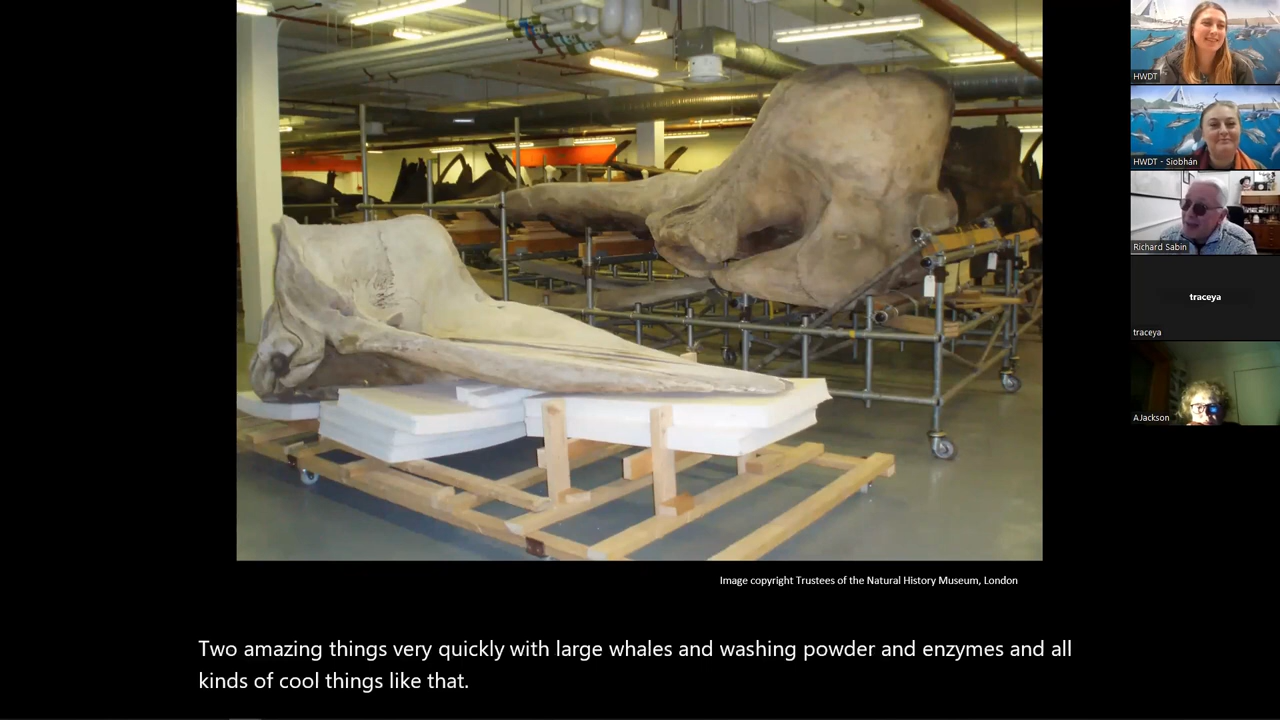 HWDT
HWDT - Siobhán
Richard Sabin
traceya
traceya
AJackson
Image copyright Trustees of the Natural History Museum, London
Two amazing things very quickly with large whales and washing powder and enzymes and all
kinds of cool things like that.